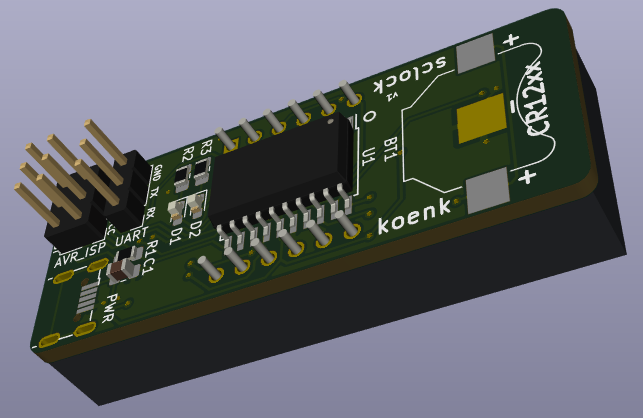 sclock
v1
CR12xx
+
-
+
BT1
U1
koenk
R2
R3
D1
D2
GND
TX
RX
UART
AVR_ISP
R1
C1
PWR